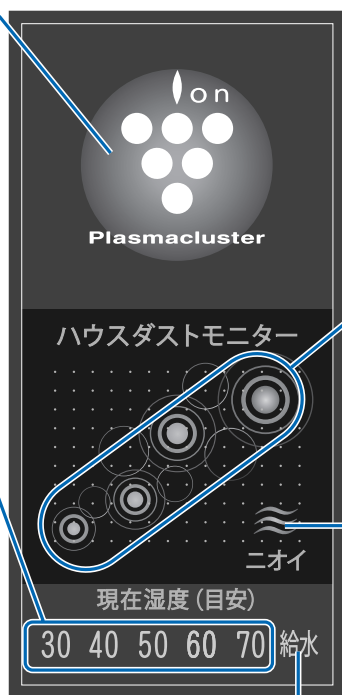 ion
Plasmacluster
ハウスダストモニター
ニオイ
現在湿度(目安)
30 40 50 60 70 給水